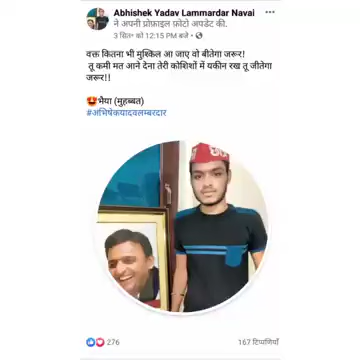 Abhishek Yadav Lammardar Navai
ने अपनी प्रोफ़ाइल फ़ोटो अपडेट की.
3 सित॰ को 12:15 PM बजे •
वक्त कितना भी मुश्किल आ जाए वो बीतेगा जरूर!
तू कमी मत आने देना तेरी कोशिशों में यकीन रख तू जीतेगा
जरूर!!
भैया (मुहब्बत)
#अभिषेकयादवलम्बरदार
276
167 टिप्पणियाँ